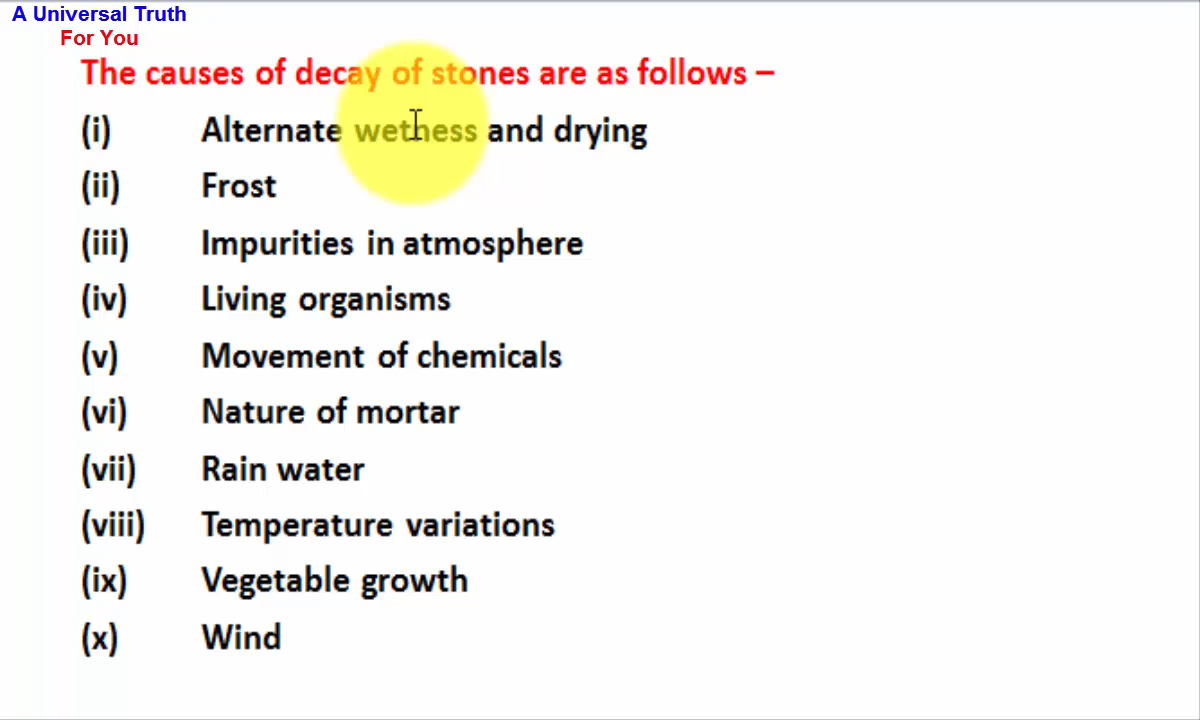 A Universal Truth
For You
The causes of decay of stones are as follows –
(i) Alternate wetness and drying
(ii) Frost
(iii) Impurities in atmosphere
(iv) Living organisms
(v) Movement of chemicals
(vi) Nature of mortar
(vii) Rain water
(viii) Temperature variations
(ix) Vegetable growth
(x) Wind